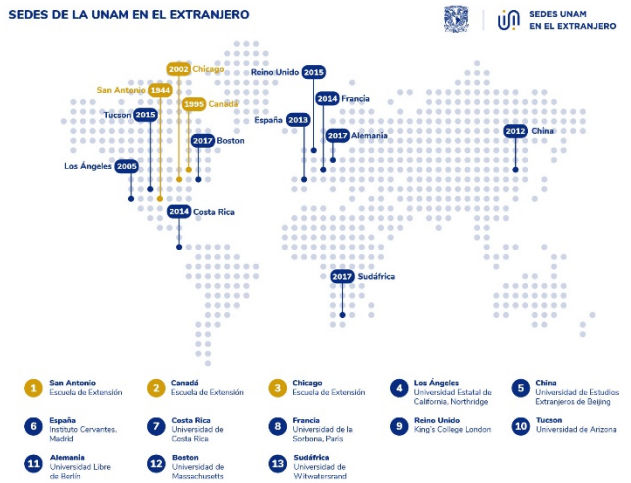 SEDES DE LA UNAM EN EL EXTRANJERO
SEDES UNAM
EN EL EXTRANJERO
2002 Chicago
Reino Unido 2015
San Antonio 1944
2014 Francia
1995 Canadá
Tucson 2015
España 2013
2017 Alemania
2012 China
2017 Boston
Los Ángeles 2005
2014 Costa Rica
2017 Sudáfrica
1 San Antonio
Escuela de Extensión
2 Canadá
Escuela de Extensión
3 Chicago
Escuela de Extensión
4 Los Ángeles
Universidad Estatal de
California, Northridge
5 China
Universidad de Estudios
Extranjeros de Beijing
6 España
Instituto Cervantes,
Madrid
7 Costa Rica
Universidad de
Costa Rica
8 Francia
Universidad de la
Sorbona, Paris
9 Reino Unido
King's College London
10 Tucson
Universidad de Arizona
11 Alemania
Universidad Libre
de Berlín
12 Boston
Universidad de
Massachusetts
13 Sudáfrica
Universidad de
Witwatersrand